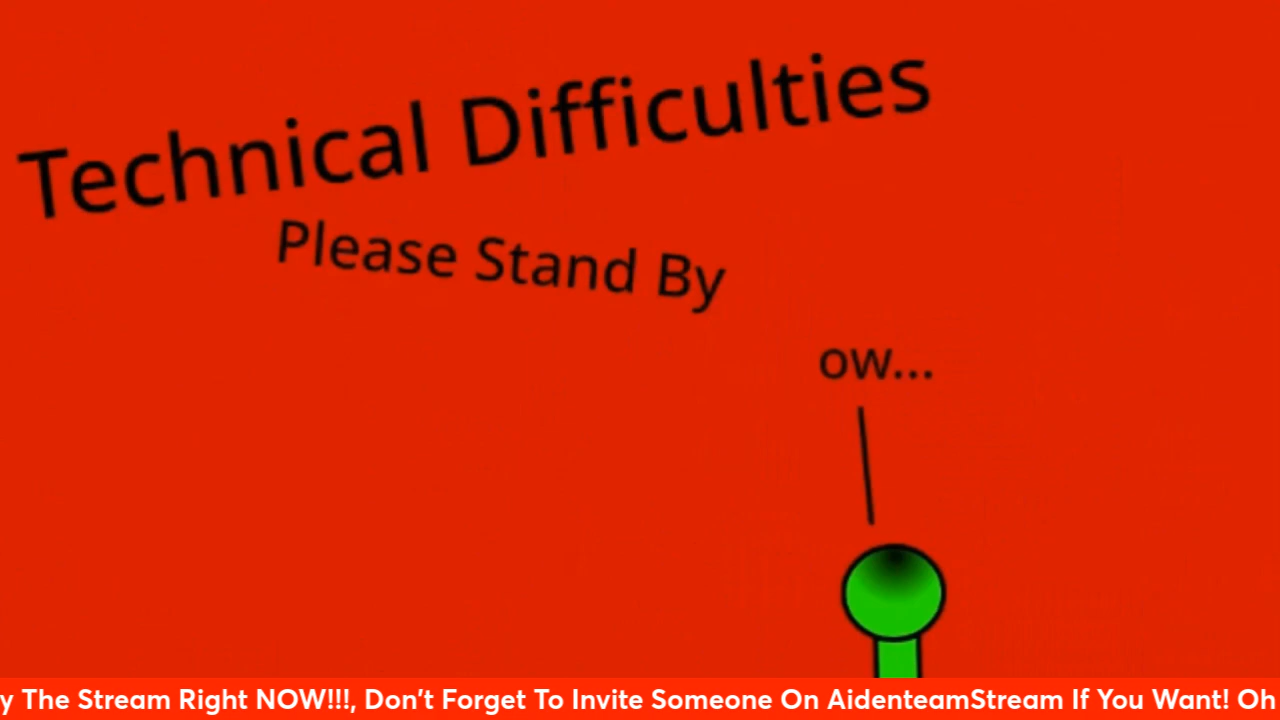 Technical Difficulties
Please Stand By
ow...
y The Stream Right NOW!!!, Don't Forget To Invite Someone On AidenteamStream If You Want! Oh